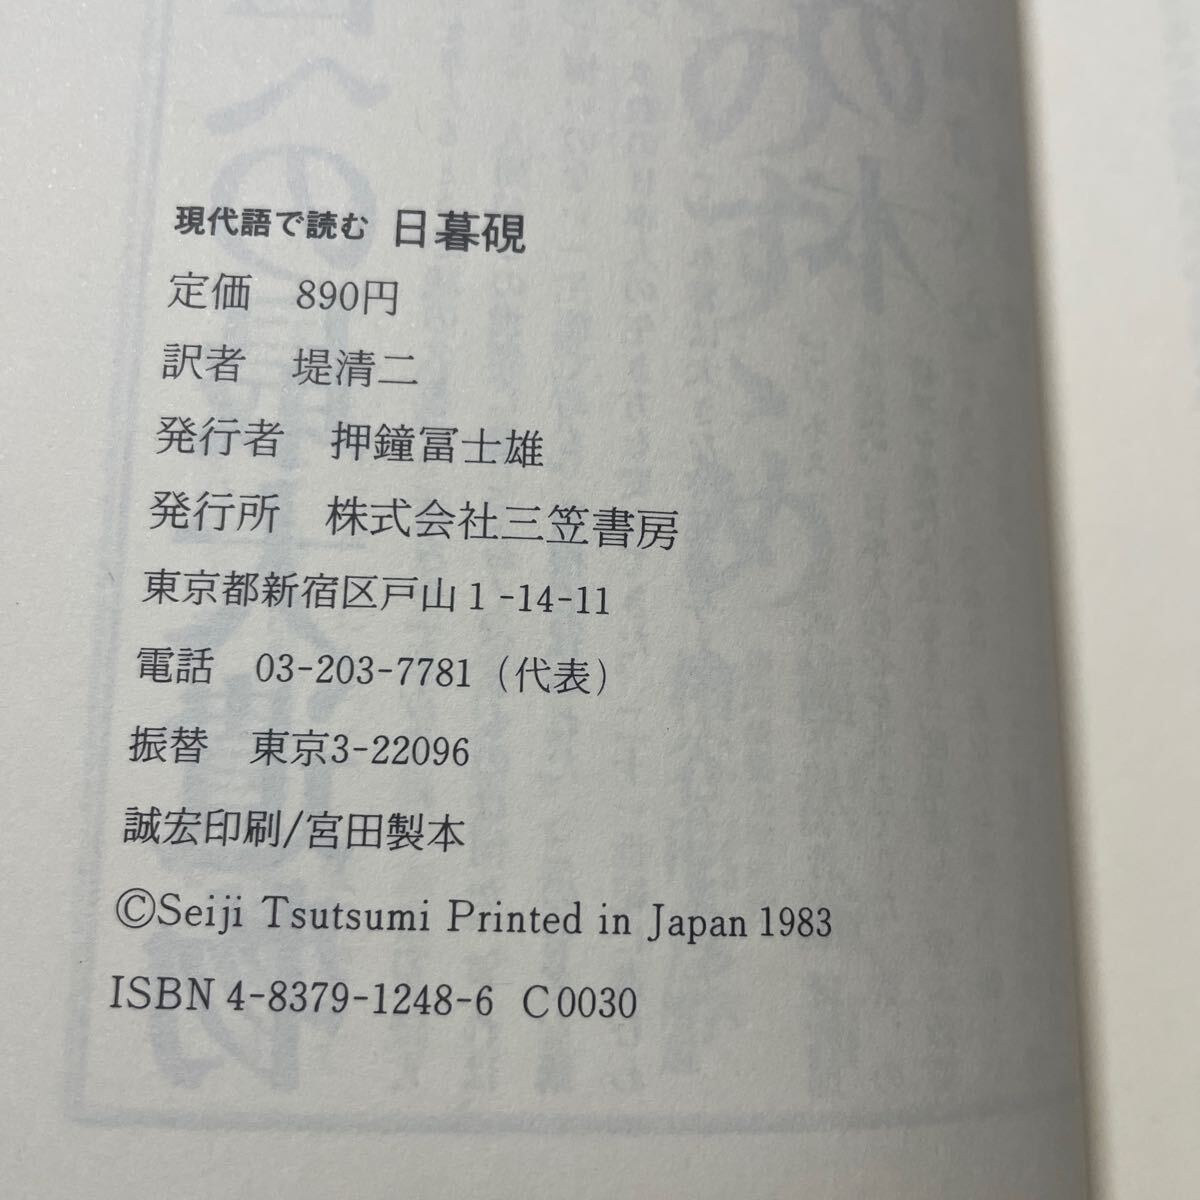 現代語で読む 日暮硯
定価 890円
訳者 堤清二
発行者 押鐘冨士雄
発行所 株式会社三笠書房
東京都新宿区戸山1-14-11
電話 03-203-7781(代表)
振替 東京3-22096
誠宏印刷/宮田製本
©Seiji Tsutsumi Printed in Japan 1983
ISBN 4-8379-1248-6 C0030